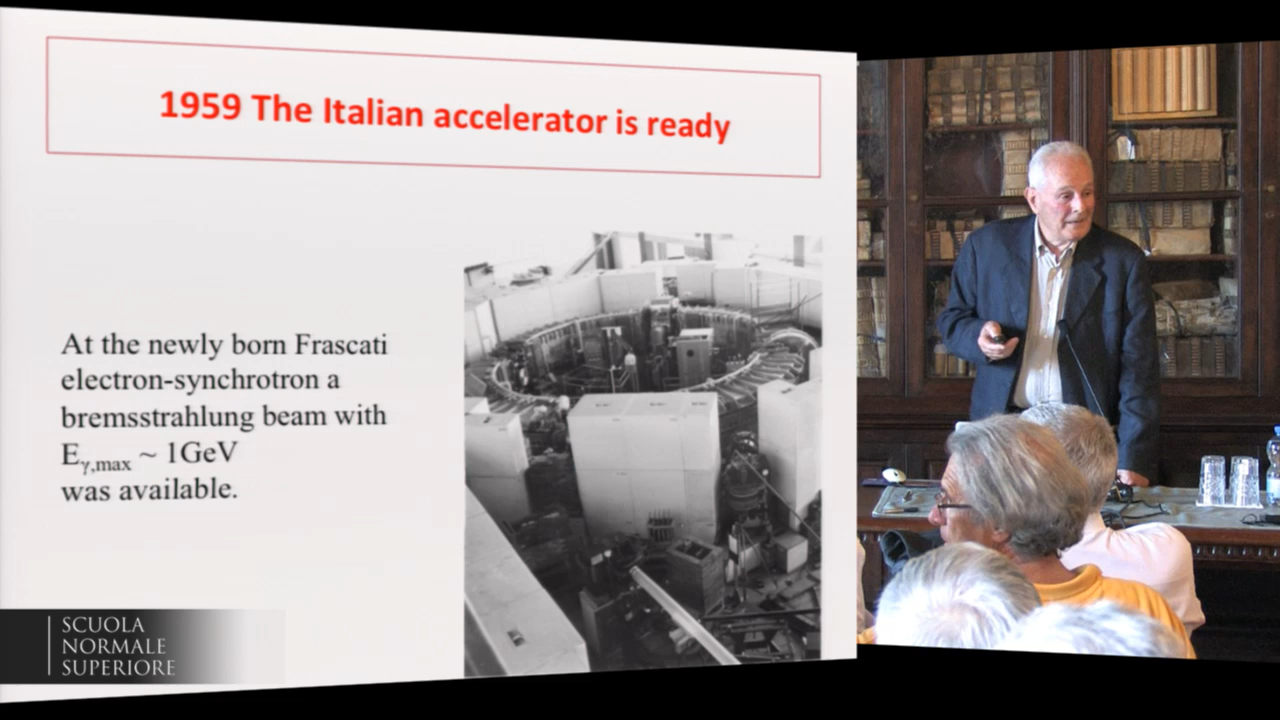 1959 The Italian accelerator is ready
At the newly born Frascati
electron-synchrotron a
bremsstrahlung beam with
Eγ,max ~ 1GeV
was available.
SCUOLA
NORMALE
SUPERIORE